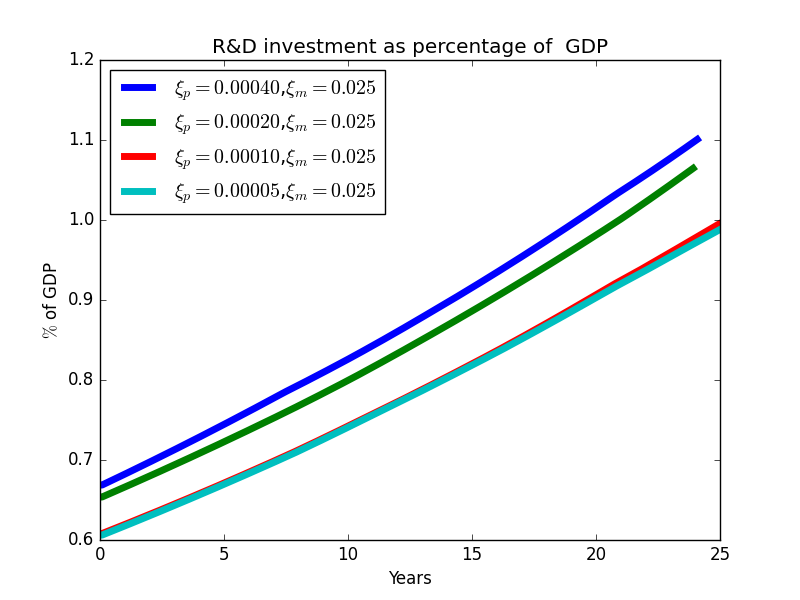 R&D investment as percentage of  GDP
1.2
1.1
1.0
0.9
0.8
0.7
0.6
% of GDP
ξp = 0.00040,ξm = 0.025
ξp = 0.00020,ξm = 0.025
ξp = 0.00010,ξm = 0.025
ξp = 0.00005,ξm = 0.025
0 5 10 15 20 25
Years